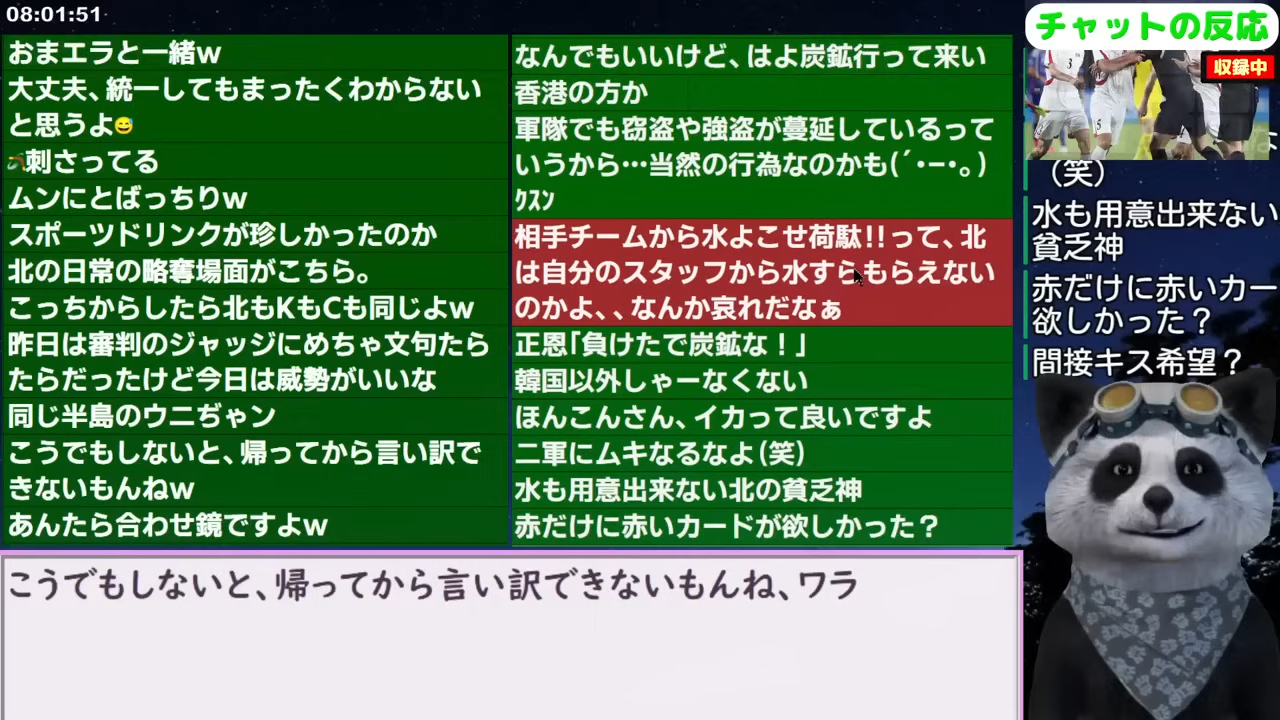 08:01:51
おまエラと一緒w
大丈夫、統一してもまったくわからない
と思うよ😅
刺さってる
ムンにとばっちりw
スポーツドリンクが珍しかったのか
北の日常の略奪場面がこちら。
こっちからしたら北もKもCも同じよw
昨日は審判のジャッジにめちゃ文句たら
たらだったけど今日は威勢がいいな
同じ半島のウニぢゃン
こうでもしないと、帰ってから言い訳で
きないもんねw
あんたら合わせ鏡ですよw
なんでもいいけど、はよ炭鉱行って来い
香港の方か
軍隊でも窃盗や強盗が蔓延しているって
いうから…当然の行為なのかも(´･ｰ･｡)
ｸｽﾝ
相手チームから水よこせ荷駄!!って、北
は自分のスタッフから水すらもらえない
のかよ、、なんか哀れだなぁ
正恩「負けたで炭鉱な！」
韓国以外しゃーなくない
ほんこんさん、イカって良いですよ
二軍にムキなるなよ(笑)
水も用意出来ない北の貧乏神
赤だけに赤いカードが欲しかった？
チャットの反応
収録中
(笑)
水も用意出来ない
貧乏神
赤だけに赤いカー
欲しかった？
間接キス希望？
こうでもしないと、帰ってから言い訳できないもんね、ワラ